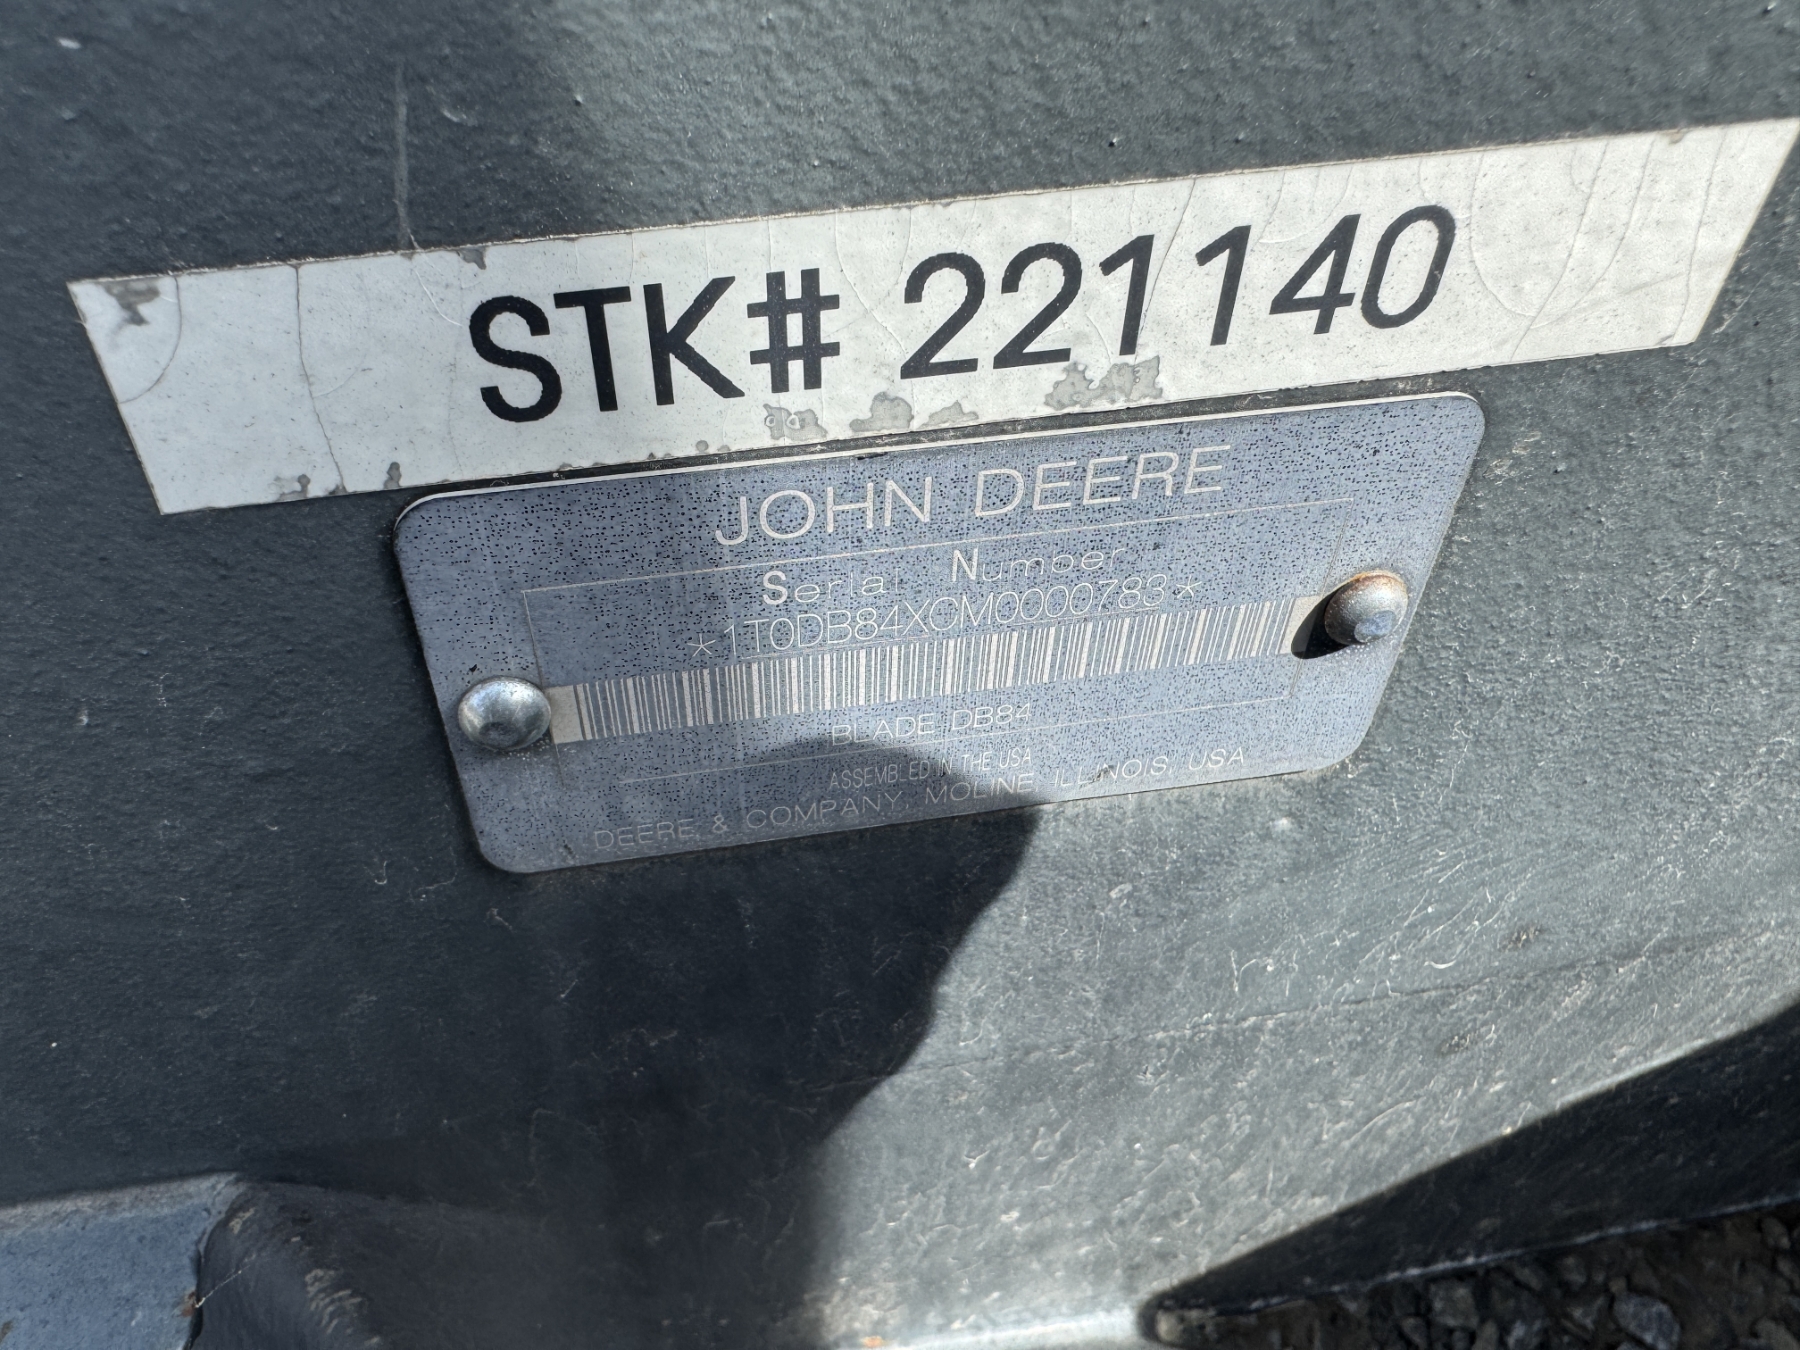 STK# 221140
JOHN DEERE
Serial Number
*1T0DB84XCM0000783*
BLADE DB84
ASSEMBLED IN THE USA
DEERE & COMPANY, MOLINE ILLINOIS, USA